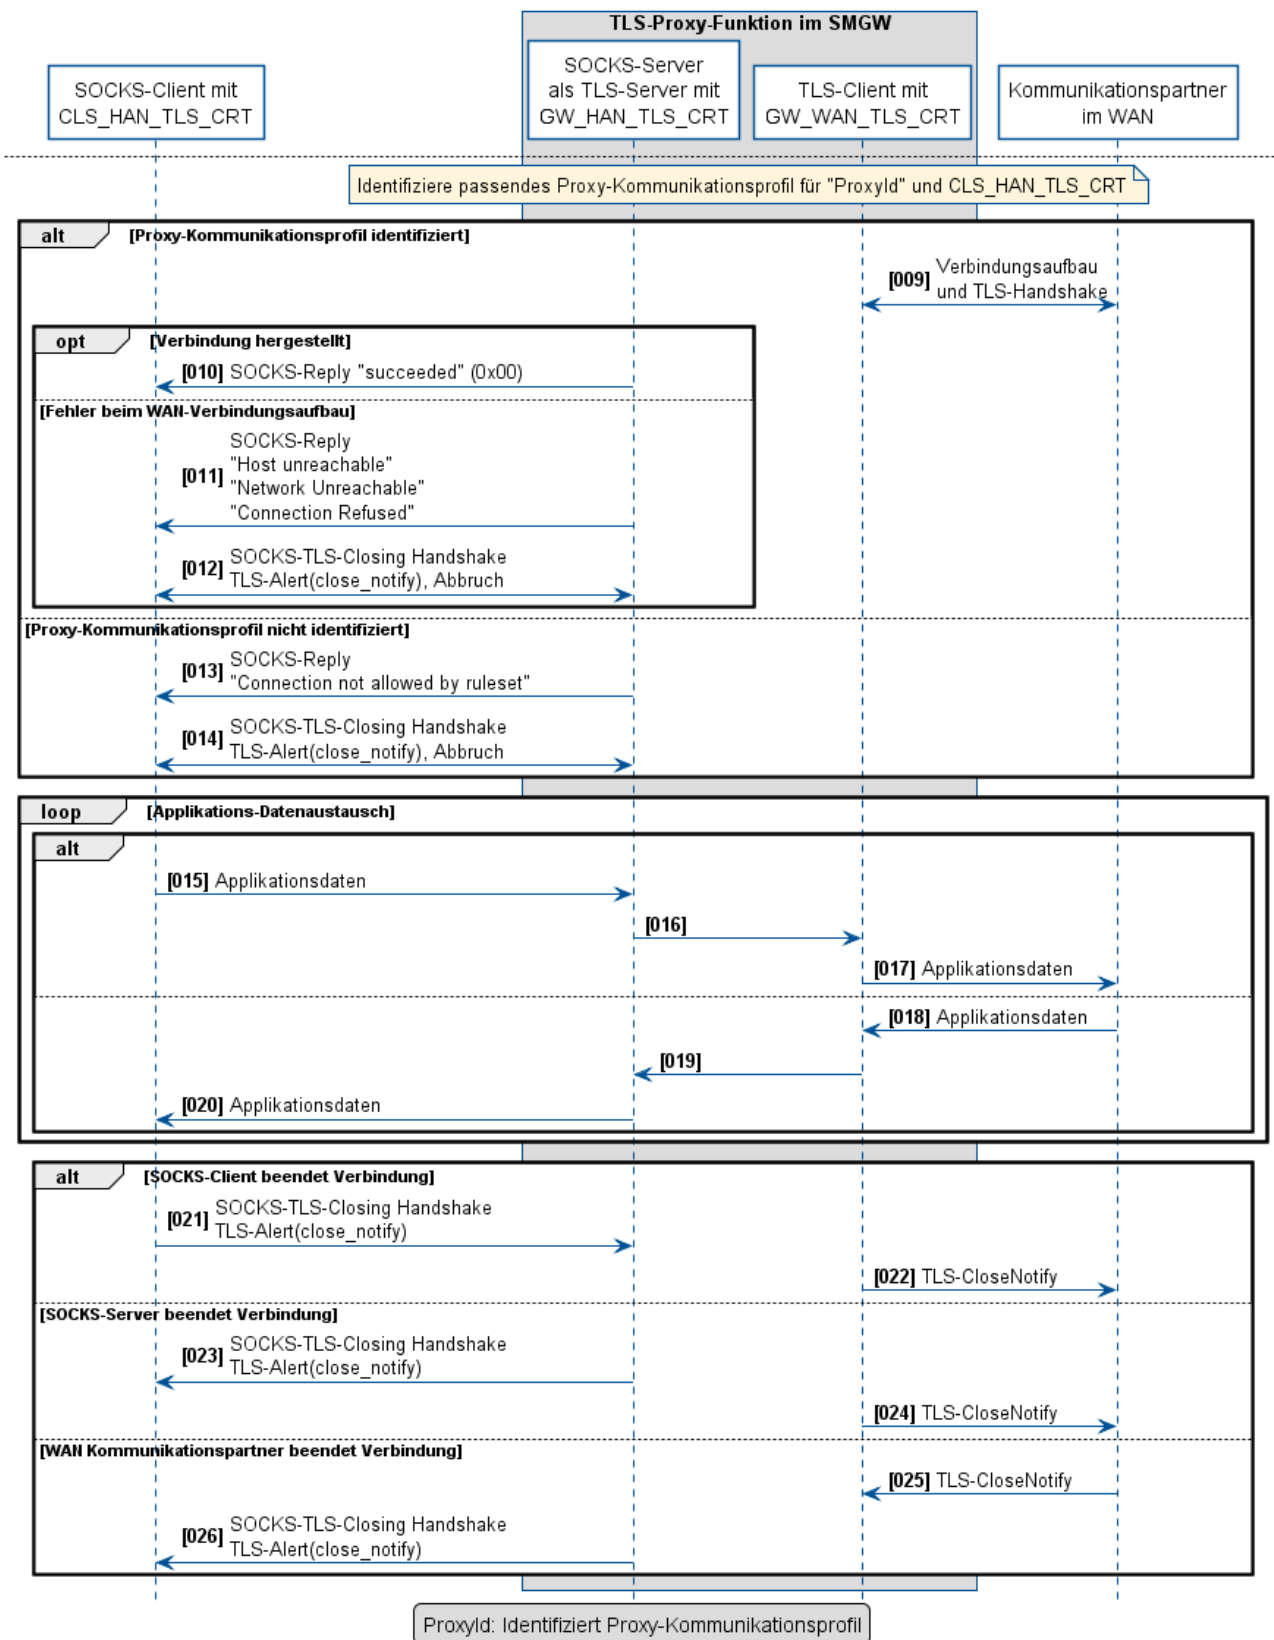 TLS-Proxy-Funktion im SMGW
SOCKS-Client mit
CLS_HAN_TLS_CRT
SOCKS-Server
als TLS-Server mit
GW_HAN_TLS_CRT
TLS-Client mit
GW_WAN_TLS_CRT
Kommunikationspartner
im WAN
Identifiziere passendes Proxy-Kommunikationsprofil für "ProxyId" und CLS_HAN_TLS_CRT
alt [Proxy-Kommunikationsprofil identifiziert]
[009] Verbindungsaufbau
und TLS-Handshake
opt [Verbindung hergestellt]
[010] SOCKS-Reply "succeeded" (0x00)
[Fehler beim WAN-Verbindungsaufbau]
SOCKS-Reply
[011] "Host unreachable"
"Network Unreachable"
"Connection Refused"
[012] SOCKS-TLS-Closing Handshake
TLS-Alert(close_notify), Abbruch
[Proxy-Kommunikationsprofil nicht identifiziert]
[013] SOCKS-Reply
"Connection not allowed by ruleset"
[014] SOCKS-TLS-Closing Handshake
TLS-Alert(close_notify), Abbruch
loop [Applikations-Datenaustausch]
alt
[015] Applikationsdaten
[016]
[017] Applikationsdaten
[018] Applikationsdaten
[019]
[020] Applikationsdaten
alt [SOCKS-Client beendet Verbindung]
[021] SOCKS-TLS-Closing Handshake
TLS-Alert(close_notify)
[022] TLS-CloseNotify
[SOCKS-Server beendet Verbindung]
[023] SOCKS-TLS-Closing Handshake
TLS-Alert(close_notify)
[024] TLS-CloseNotify
[WAN Kommunikationspartner beendet Verbindung]
[025] TLS-CloseNotify
[026] SOCKS-TLS-Closing Handshake
TLS-Alert(close_notify)
ProxyId: Identifiziert Proxy-Kommunikationsprofil